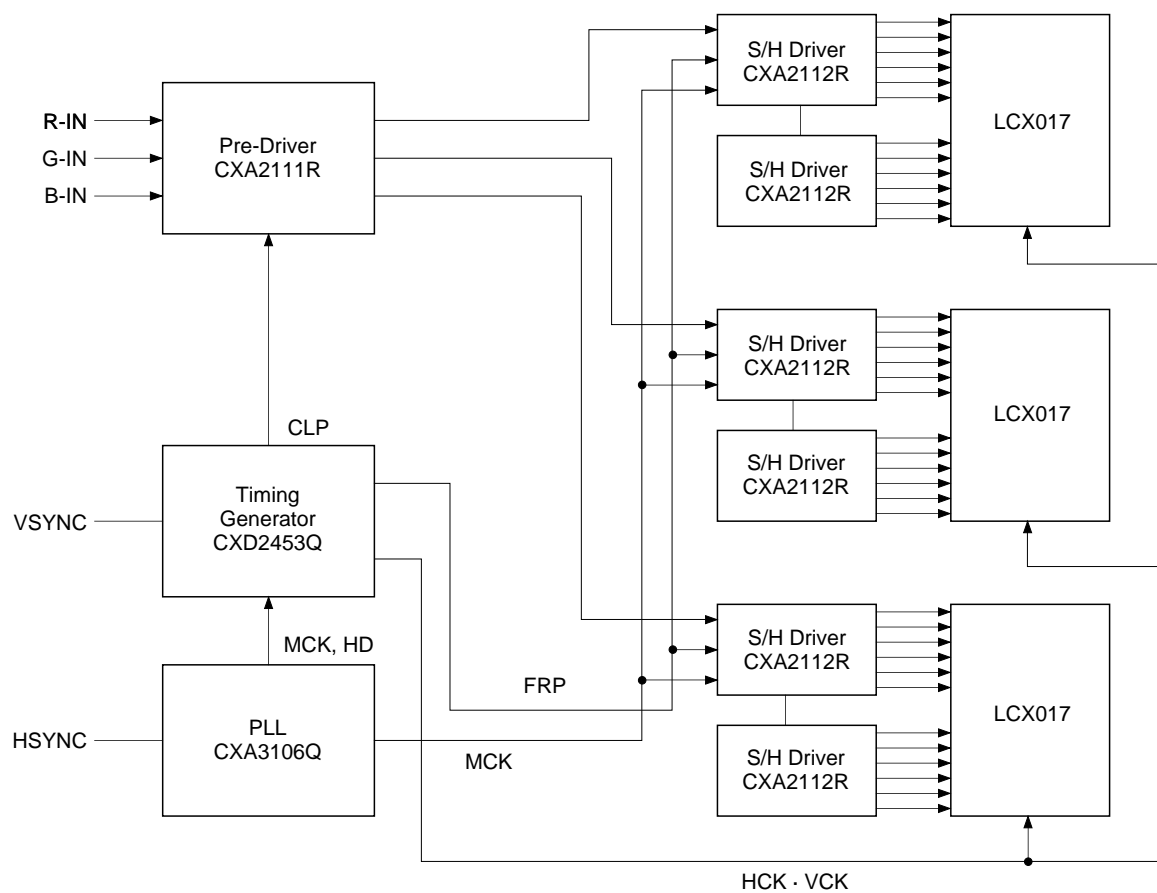 S/H Driver
CXA2112R
LCX017
R-IN
G-IN
B-IN
Pre-Driver
CXA2111R
S/H Driver
CXA2112R
S/H Driver
CXA2112R
LCX017
CLP
S/H Driver
CXA2112R
VSYNC
Timing
Generator
CXD2453Q
MCK, HD
S/H Driver
CXA2112R
LCX017
FRP
HSYNC
PLL
CXA3106Q
MCK
S/H Driver
CXA2112R
HCK · VCK